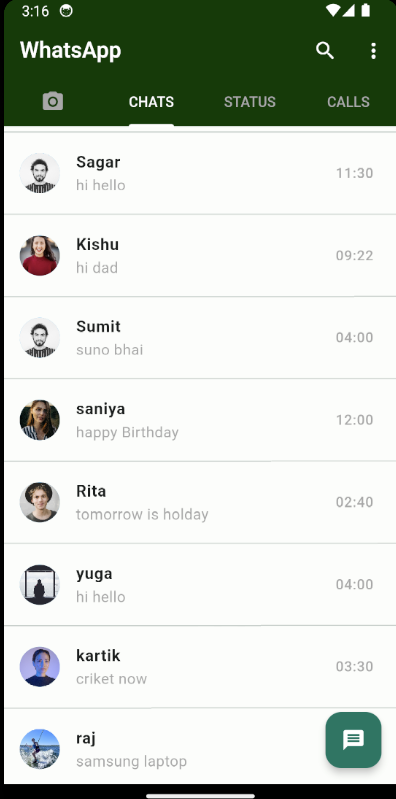 3:16
WhatsApp
CHATS STATUS CALLS
Sagar
hi hello
11:30
Kishu
hi dad
09:22
Sumit
suno bhai
04:00
saniya
happy Birthday
12:00
Rita
tomorrow is holday
02:40
yuga
hi hello
04:00
kartik
criket now
03:30
raj
samsung laptop